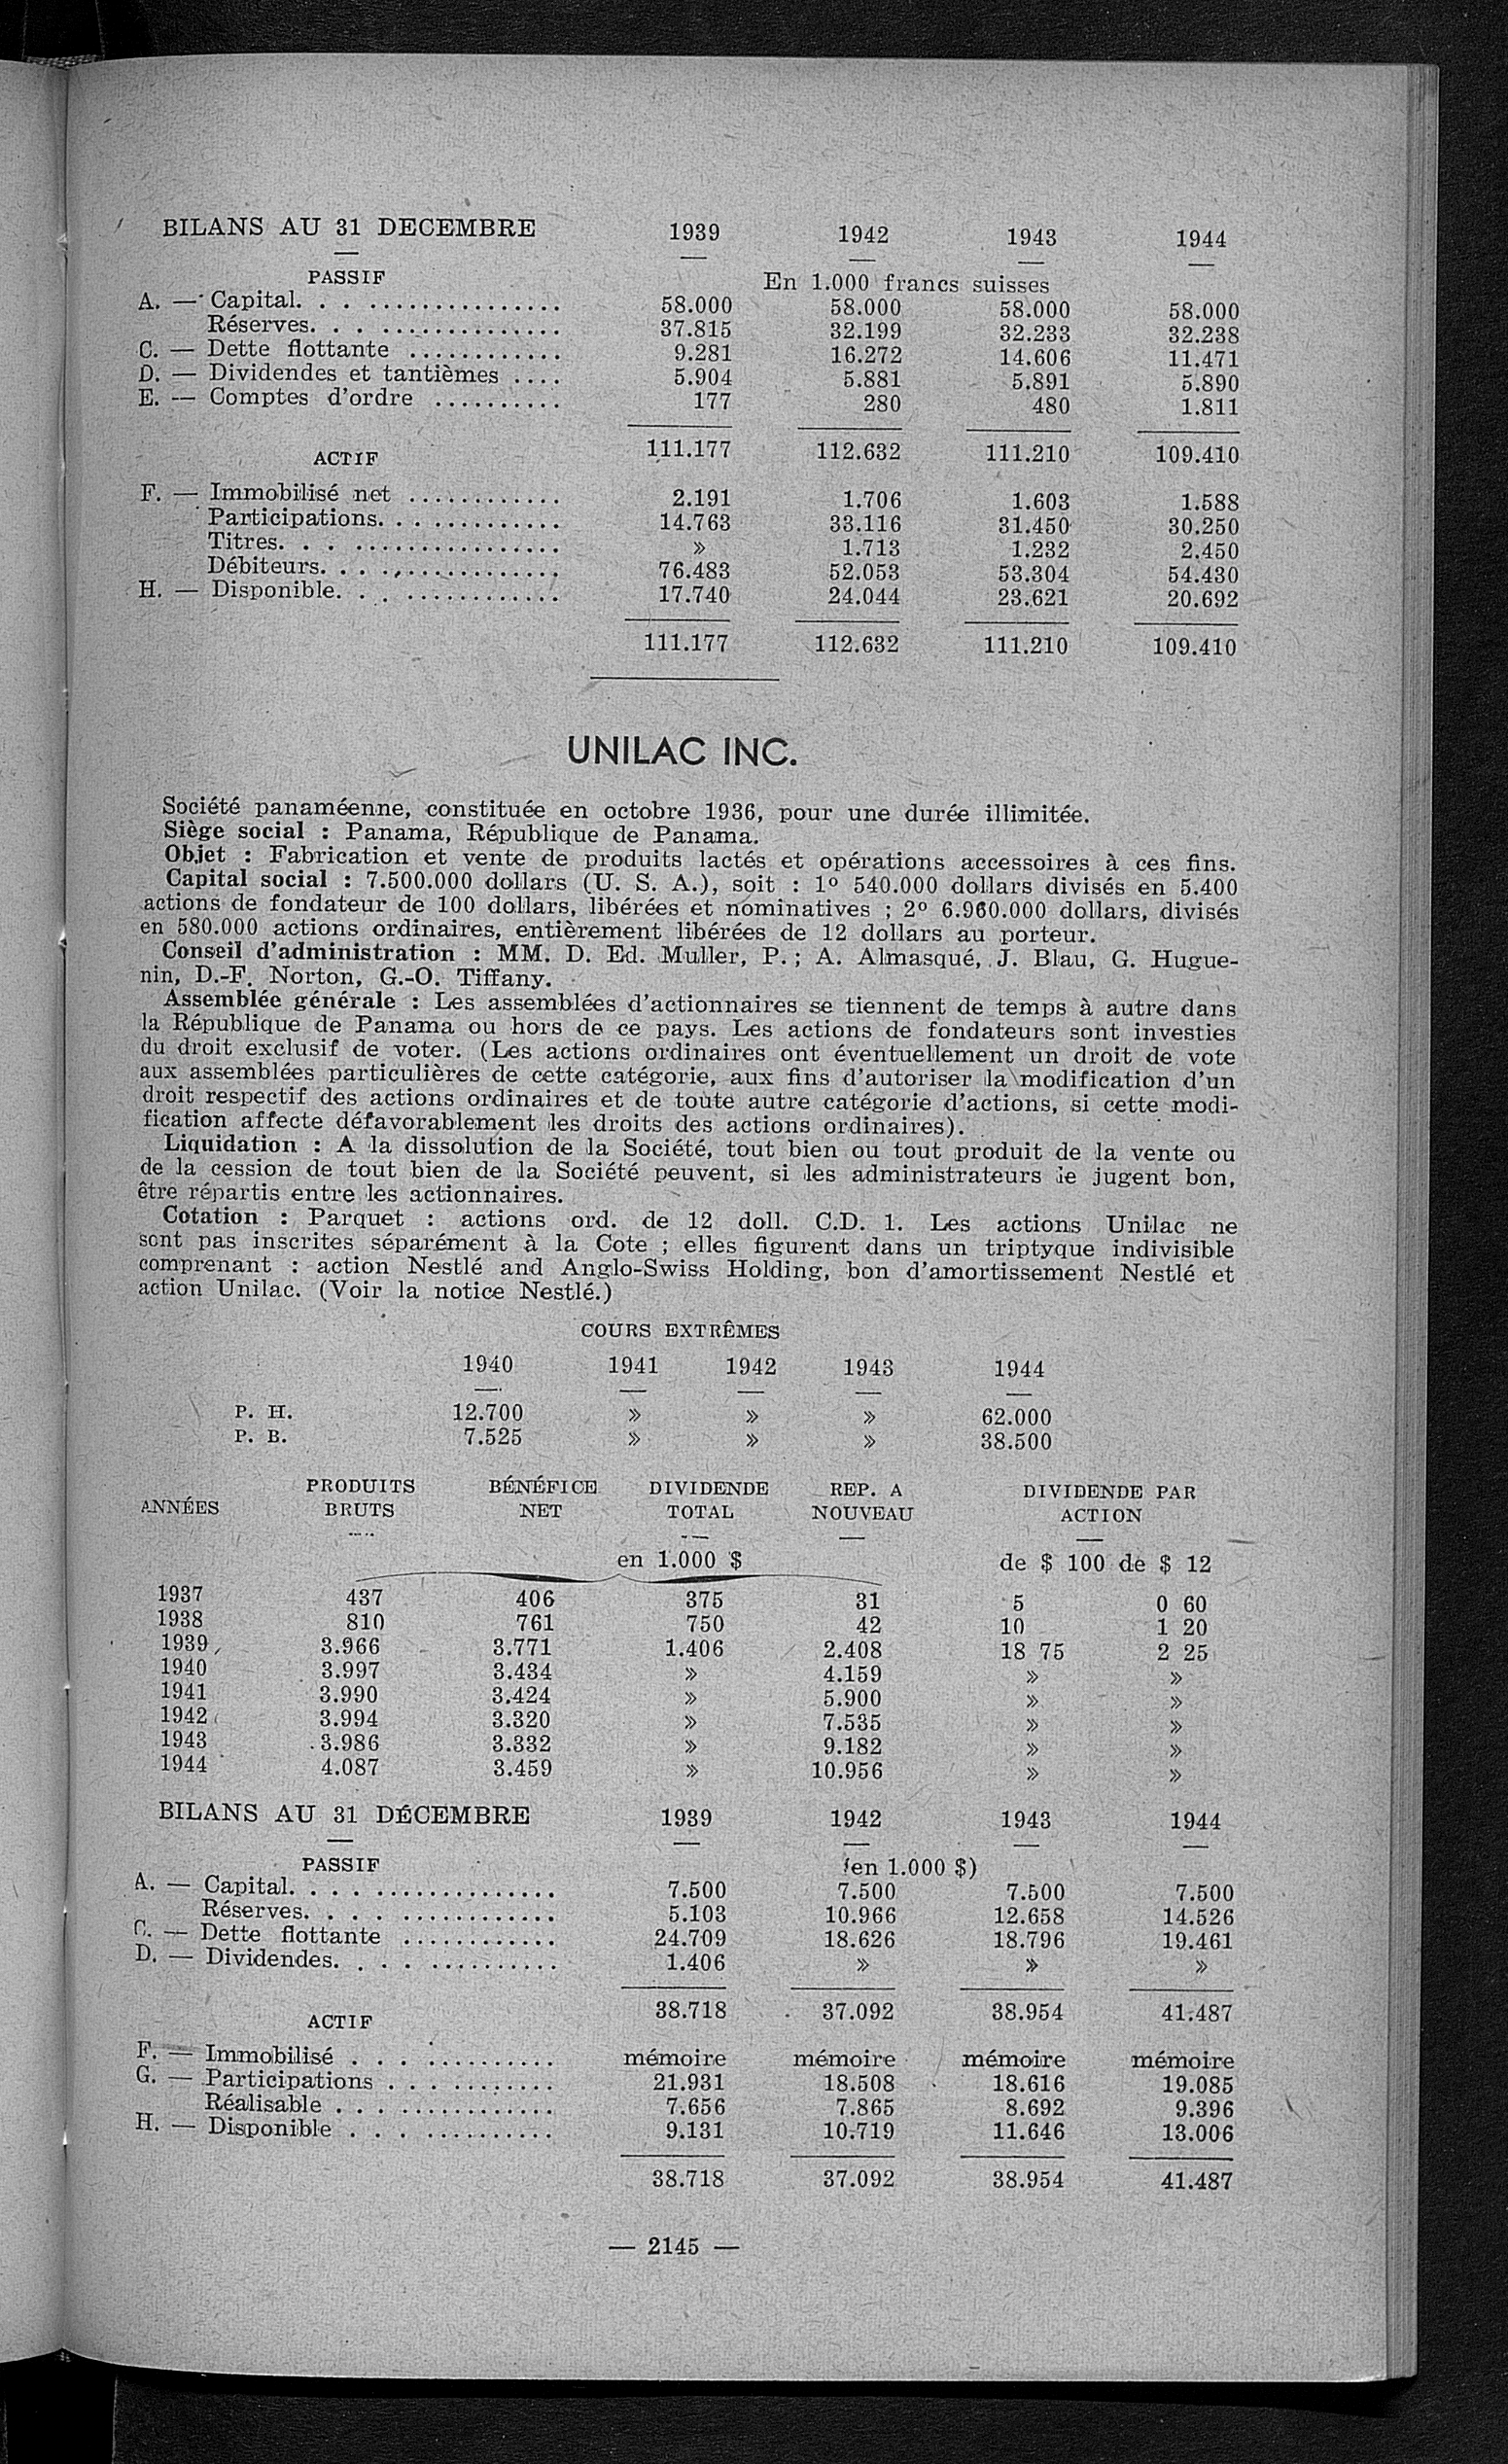 BILANS AU 31 DECEMBRE 1939 1942 1943 1944
PASSIF En 1.000 francs suisses
A. — Capital. . . . . . . . . . . . . . . . 58.000 58.000 58.000 58.000
Réserves. . . . . . . . . . . . . . . . 37.815 32.199 32.233 32.238
C. — Dette flottante . . . . . . . . . . . . 9.281 16.272 14.606 11.471
D. — Dividendes et tantièmes . . . . 5.904 5.881 5.891 5.890
E. — Comptes d'ordre . . . . . . . . . . 177 280 480 1.811
111.177 112.632 111.210 109.410
ACTIF
F. — Immobilisé net . . . . . . . . . . . . 2.191 1.706 1.603 1.588
Participations. . . . . . . . . . . . . 14.763 33.116 31.450 30.250
Titres. . . . . . . . . . . . . . . . . . » 1.713 1.232 2.450
Débiteurs. . . . . . . . . . . . . . . . 76.483 52.053 53.304 54.430
H. — Disponible. . . . . . . . . . . . . . 17.740 24.044 23.621 20.692
111.177 112.632 111.210 109.410
UNILAC INC.
Société panaméenne, constituée en octobre 1936, pour une durée illimitée.
Siège social : Panama, République de Panama.
Objet : Fabrication et vente de produits lactés et opérations accessoires à ces fins.
Capital social : 7.500.000 dollars (U. S. A.), soit : 1º 540.000 dollars divisés en 5.400
actions de fondateur de 100 dollars, libérées et nominatives ; 2º 6.960.000 dollars, divisés
en 580.000 actions ordinaires, entièrement libérées de 12 dollars au porteur.
Conseil d'administration : MM. D. Ed. Muller, P. ; A. Almasqué, J. Blau, G. Hugue-
nin, D.-F. Norton, G.-O. Tiffany.
Assemblée générale : Les assemblées d'actionnaires se tiennent de temps à autre dans
la République de Panama ou hors de ce pays. Les actions de fondateurs sont investies
du droit exclusif de voter. (Les actions ordinaires ont éventuellement un droit de vote
aux assemblées particulières de cette catégorie, aux fins d'autoriser la modification d'un
droit respectif des actions ordinaires et de toute autre catégorie d'actions, si cette modi-
fication affecte défavorablement les droits des actions ordinaires).
Liquidation : A la dissolution de la Société, tout bien ou tout produit de la vente ou
de la cession de tout bien de la Société peuvent, si les administrateurs le jugent bon,
être répartis entre les actionnaires.
Cotation : Parquet : actions ord. de 12 doll. C.D. 1. Les actions Unilac ne
sont pas inscrites séparément à la Cote ; elles figurent dans un triptyque indivisible
comprenant : action Nestlé and Anglo-Swiss Holding, bon d'amortissement Nestlé et
action Unilac. (Voir la notice Nestlé.)
COURS EXTRÊMES
1940 1941 1942 1943 1944
P. H. 12.700 » » » 62.000
P. B. 7.525 » » » 38.500
ANNÉES PRODUITS BRUTS BÉNÉFICE NET DIVIDENDE TOTAL REP. A NOUVEAU DIVIDENDE PAR ACTION
en 1.000 $ de $ 100 de $ 12
1937 437 406 375 31 5 0 60
1938 810 761 750 42 10 1 20
1939 3.966 3.771 1.406 2.408 18 75 2 25
1940 3.997 3.434 » 4.159 » »
1941 3.990 3.424 » 5.900 » »
1942 3.994 3.320 » 7.535 » »
1943 3.986 3.332 » 9.182 » »
1944 4.087 3.459 » 10.956 » »
BILANS AU 31 DÉCEMBRE 1939 1942 1943 1944
PASSIF (en 1.000 $)
A. — Capital. . . . . . . . . . . . . . . . . 7.500 7.500 7.500 7.500
Réserves. . . . . . . . . . . . . . . . 5.103 10.966 12.658 14.526
C. — Dette flottante . . . . . . . . . . . . 24.709 18.626 18.796 19.461
D. — Dividendes. . . . . . . . . . . . . . 1.406 » » »
38.718 37.092 38.954 41.487
ACTIF
F. — Immobilisé . . . . . . . . . . . . . . mémoire mémoire mémoire mémoire
G. — Participations . . . . . . . . . . . . 21.931 18.508 18.616 19.085
Réalisable . . . . . . . . . . . . . . . 7.656 7.865 8.692 9.396
H. — Disponible . . . . . . . . . . . . . . 9.131 10.719 11.646 13.006
38.718 37.092 38.954 41.487
— 2145 —